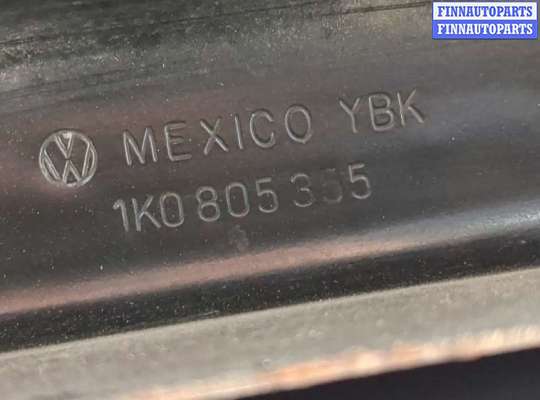 FINNAUTOPARTS
FINNAUTOPARTS
MEXICO YBK
1K0 805 355